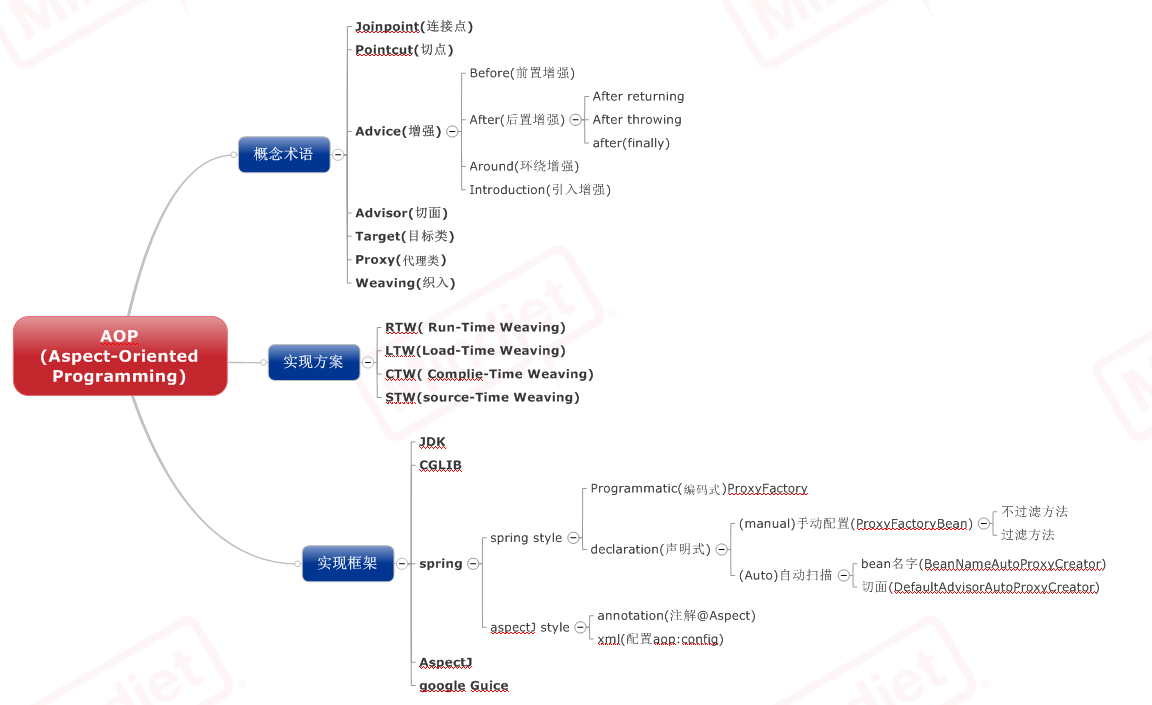 AOP
(Aspect-Oriented
Programming)
概念术语
Joinpoint(连接点)
Pointcut(切点)
Advice(增强)
Before(前置增强)
After(后置增强)
After returning
After throwing
after(finally)
Around(环绕增强)
Introduction(引入增强)
Advisor(切面)
Target(目标类)
Proxy(代理类)
Weaving(织入)
实现方案
RTW( Run-Time Weaving)
LTW(Load-Time Weaving)
CTW( Complie-Time Weaving)
STW(source-Time Weaving)
实现框架
JDK
CGLIB
spring
spring style
Programmatic(编码式)ProxyFactory
declaration(声明式)
(manual)手动配置(ProxyFactoryBean)
不过滤方法
过滤方法
(Auto)自动扫描
bean名字(BeanNameAutoProxyCreator)
切面(DefaultAdvisorAutoProxyCreator)
aspectJ style
annotation(注解@Aspect)
xml(配置aop:config)
AspectJ
google Guice